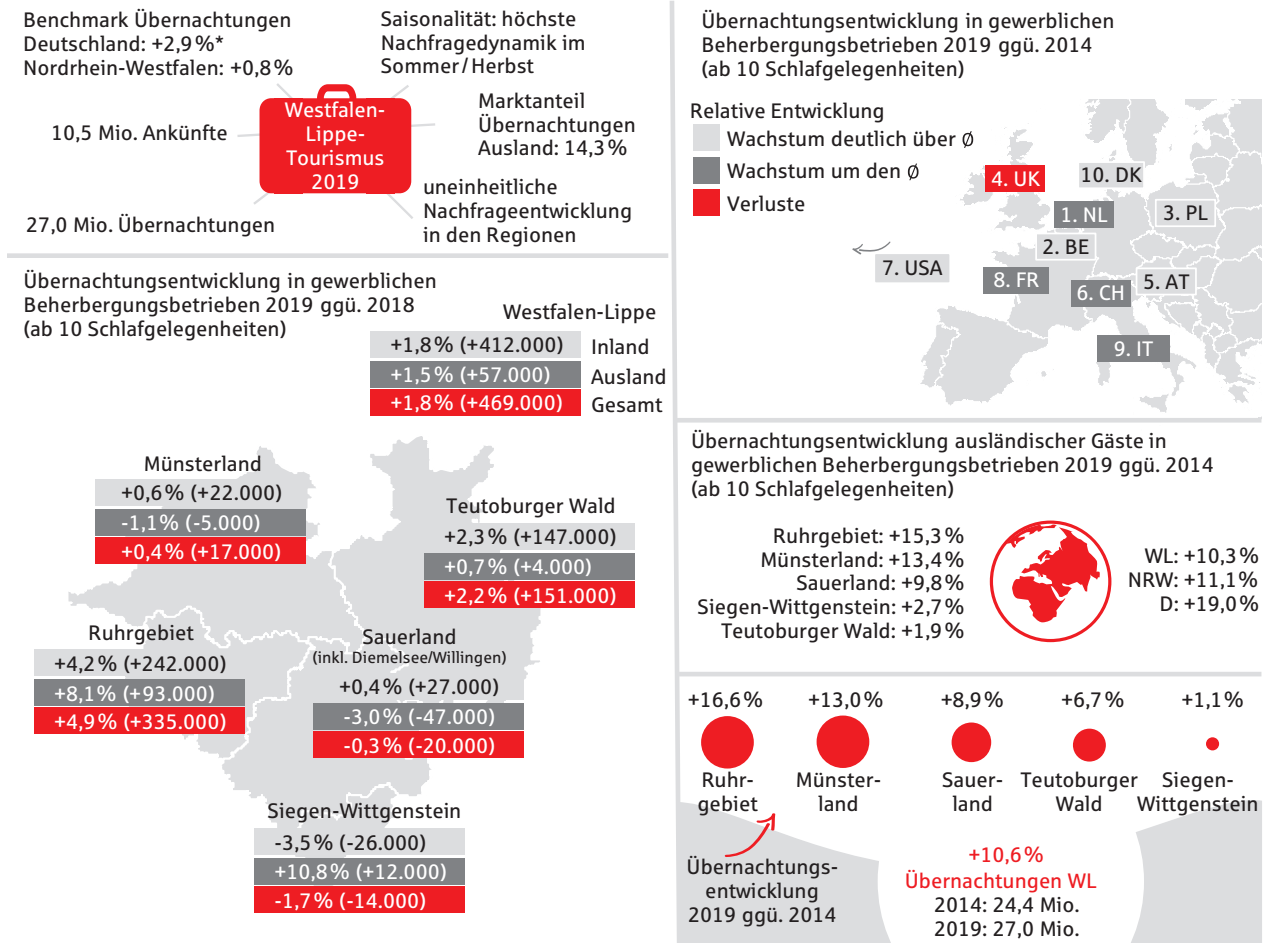 Benchmark Übernachtungen
Deutschland: +2,9 %*
Nordrhein-Westfalen: +0,8 %
Saisonalität: höchste
Nachfragedynamik im
Sommer / Herbst
10,5 Mio. Ankünfte
Westfalen-
Lippe-
Tourismus
2019
Marktanteil
Übernachtungen
Ausland: 14,3 %
27,0 Mio. Übernachtungen
uneinheitliche
Nachfrageentwicklung
in den Regionen
Übernachtungsentwicklung in gewerblichen
Beherbergungsbetrieben 2019 ggü. 2018
(ab 10 Schlafgelegenheiten)
Westfalen-Lippe
+1,8 % (+412.000) Inland
+1,5 % (+57.000) Ausland
+1,8 % (+469.000) Gesamt
Münsterland
+0,6 % (+22.000)
-1,1 % (-5.000)
+0,4 % (+17.000)
Teutoburger Wald
+2,3 % (+147.000)
+0,7 % (+4.000)
+2,2 % (+151.000)
Ruhrgebiet
+4,2 % (+242.000)
+8,1 % (+93.000)
+4,9 % (+335.000)
Sauerland
(inkl. Diemelsee/Willingen)
+0,4 % (+27.000)
-3,0 % (-47.000)
-0,3 % (-20.000)
Siegen-Wittgenstein
-3,5 % (-26.000)
+10,8 % (+12.000)
-1,7 % (-14.000)
Übernachtungsentwicklung in gewerblichen
Beherbergungsbetrieben 2019 ggü. 2014
(ab 10 Schlafgelegenheiten)
Relative Entwicklung
Wachstum deutlich über ∅
Wachstum um den ∅
Verluste
4. UK
10. DK
1. NL
3. PL
2. BE
7. USA
8. FR
6. CH
5. AT
9. IT
Übernachtungsentwicklung ausländischer Gäste in
gewerblichen Beherbergungsbetrieben 2019 ggü. 2014
(ab 10 Schlafgelegenheiten)
Ruhrgebiet: +15,3 %
Münsterland: +13,4 %
Sauerland: +9,8 %
Siegen-Wittgenstein: +2,7 %
Teutoburger Wald: +1,9 %
WL: +10,3 %
NRW: +11,1 %
D: +19,0 %
+16,6 % +13,0 % +8,9 % +6,7 % +1,1 %
Ruhr- Münster- Sauer- Teutoburger Siegen-
gebiet land land Wald Wittgenstein
Übernachtungs-
entwicklung
2019 ggü. 2014
+10,6 %
Übernachtungen WL
2014: 24,4 Mio.
2019: 27,0 Mio.